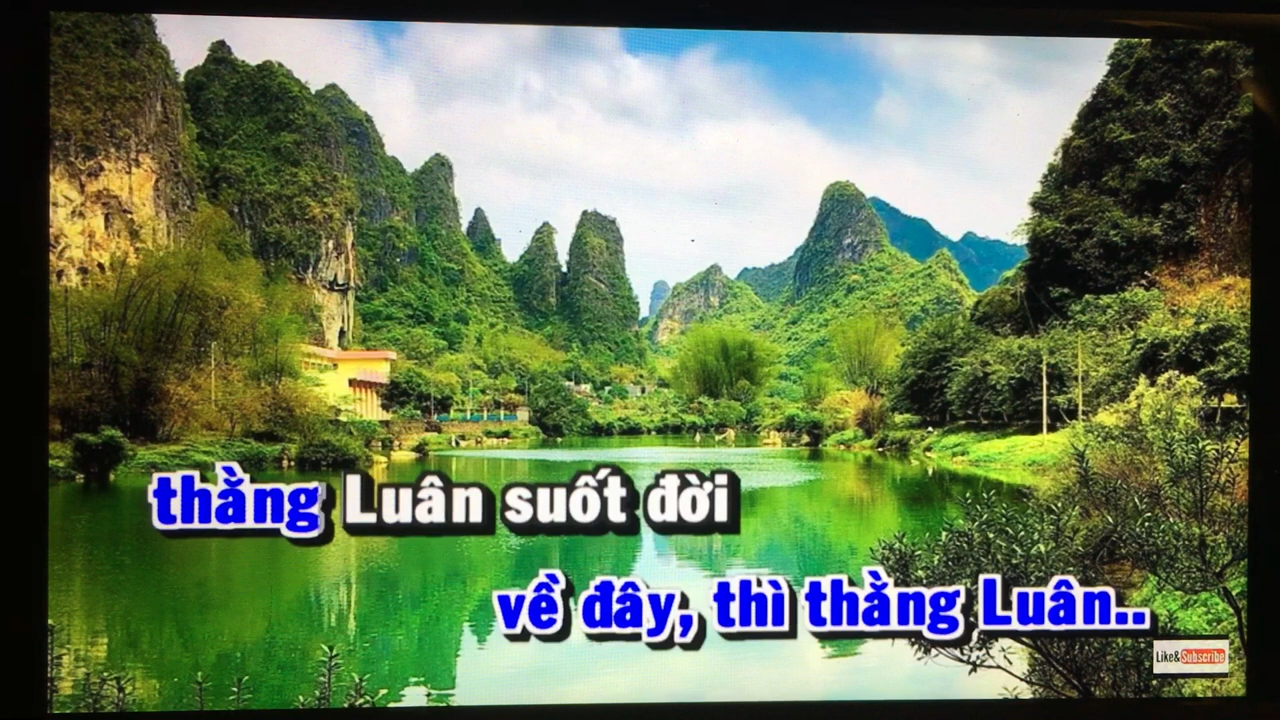 thằng Luân suốt đời
về đây, thì thằng Luân..
Like&Subscribe